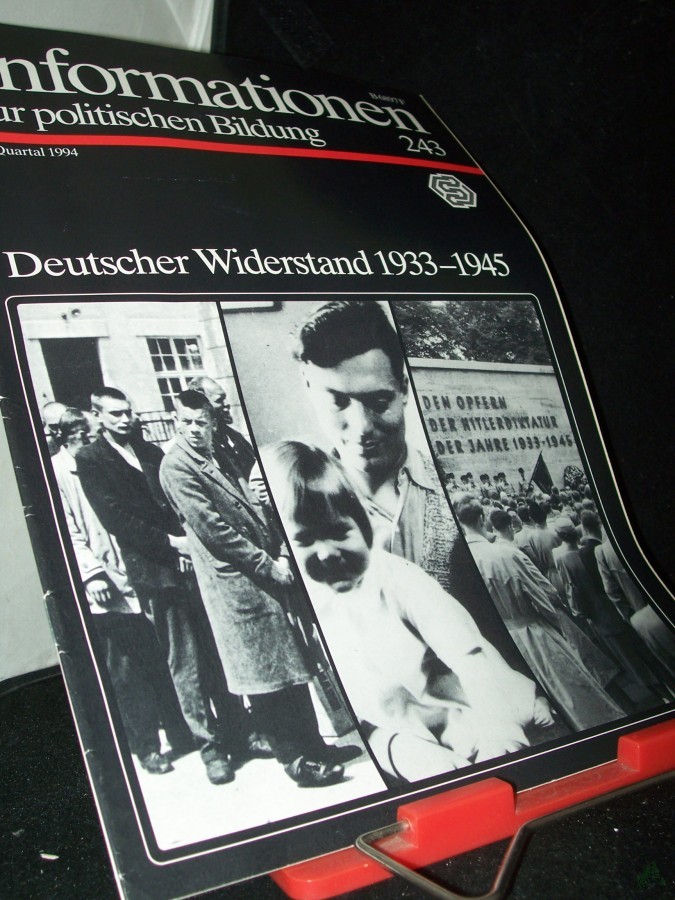 nformationen
B 6897 F
ur politischen Bildung
243
Quartal 1994
Deutscher Widerstand 1933–1945
DEN OPFERN
DER HITLERDIKTATUR
DER JAHRE 1933-1945